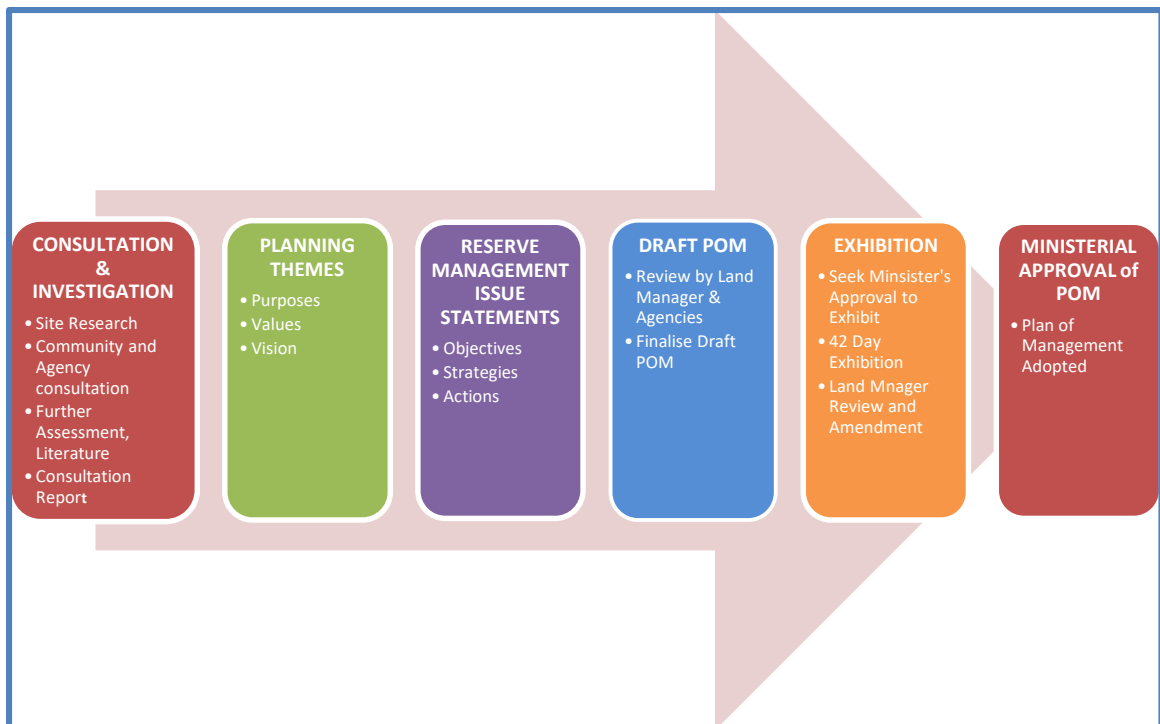 CONSULTATION
&
INVESTIGATION
• Site Research
• Community and
Agency
consultation
• Further
Assessment,
Literature
• Consultation
Report
PLANNING
THEMES
• Purposes
• Values
• Vision
RESERVE
MANAGEMENT
ISSUE
STATEMENTS
• Objectives
• Strategies
• Actions
DRAFT POM
• Review by Land
Manager &
Agencies
• Finalise Draft
POM
EXHIBITION
• Seek Minsister's
Approval to
Exhibit
• 42 Day
Exhibition
• Land Mnager
Review and
Amendment
MINISTERIAL
APPROVAL of
POM
• Plan of
Management
Adopted